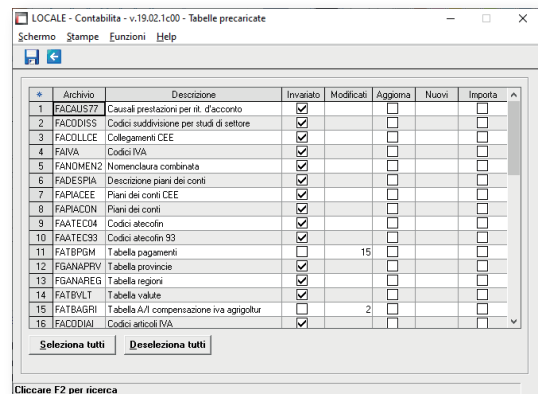 LOCALE - Contabilita - v.19.02.1c00 - Tabelle precaricate
Schermo Stampe Funzioni Help
* Archivio Descrizione Invariato Modificati Aggiorna Nuovi Importa
1 FACAUS77 Causali prestazioni per rit. d'acconto
2 FACODISS Codici suddivisione per studi di settore
3 FACOLLCE Collegamenti CEE
4 FAIVA Codici IVA
5 FANOMEN2 Nomenclaura combinata
6 FADESPIA Descrizione piani dei conti
7 FAPIACEE Piani dei conti CEE
8 FAPIACON Piani dei conti
9 FAATEC04 Codici atecofin
10 FAATEC93 Codici atecofin 93
11 FATBPGM Tabella pagamenti 15
12 FGANAPRV Tabella provincie
13 FGANAREG Tabella regioni
14 FATBVLT Tabella valute
15 FATBAGRI Tabella A/I compensazione iva agrigoltur 2
16 FACODIAI Codici articoli IVA
Seleziona tutti Deseleziona tutti
Cliccare F2 per ricerca